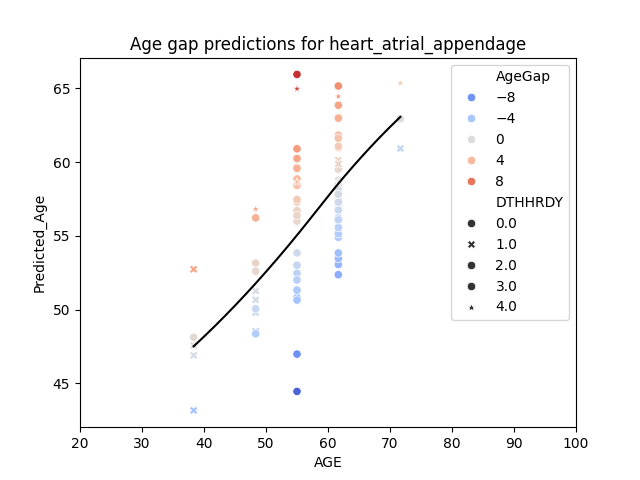 Age gap predictions for heart_atrial_appendage
Predicted_Age
65
60
55
50
45
20 30 40 50 60 70 80 90 100
AGE
AgeGap
−8
−4
0
4
8
DTHHRDY
0.0
1.0
2.0
3.0
4.0